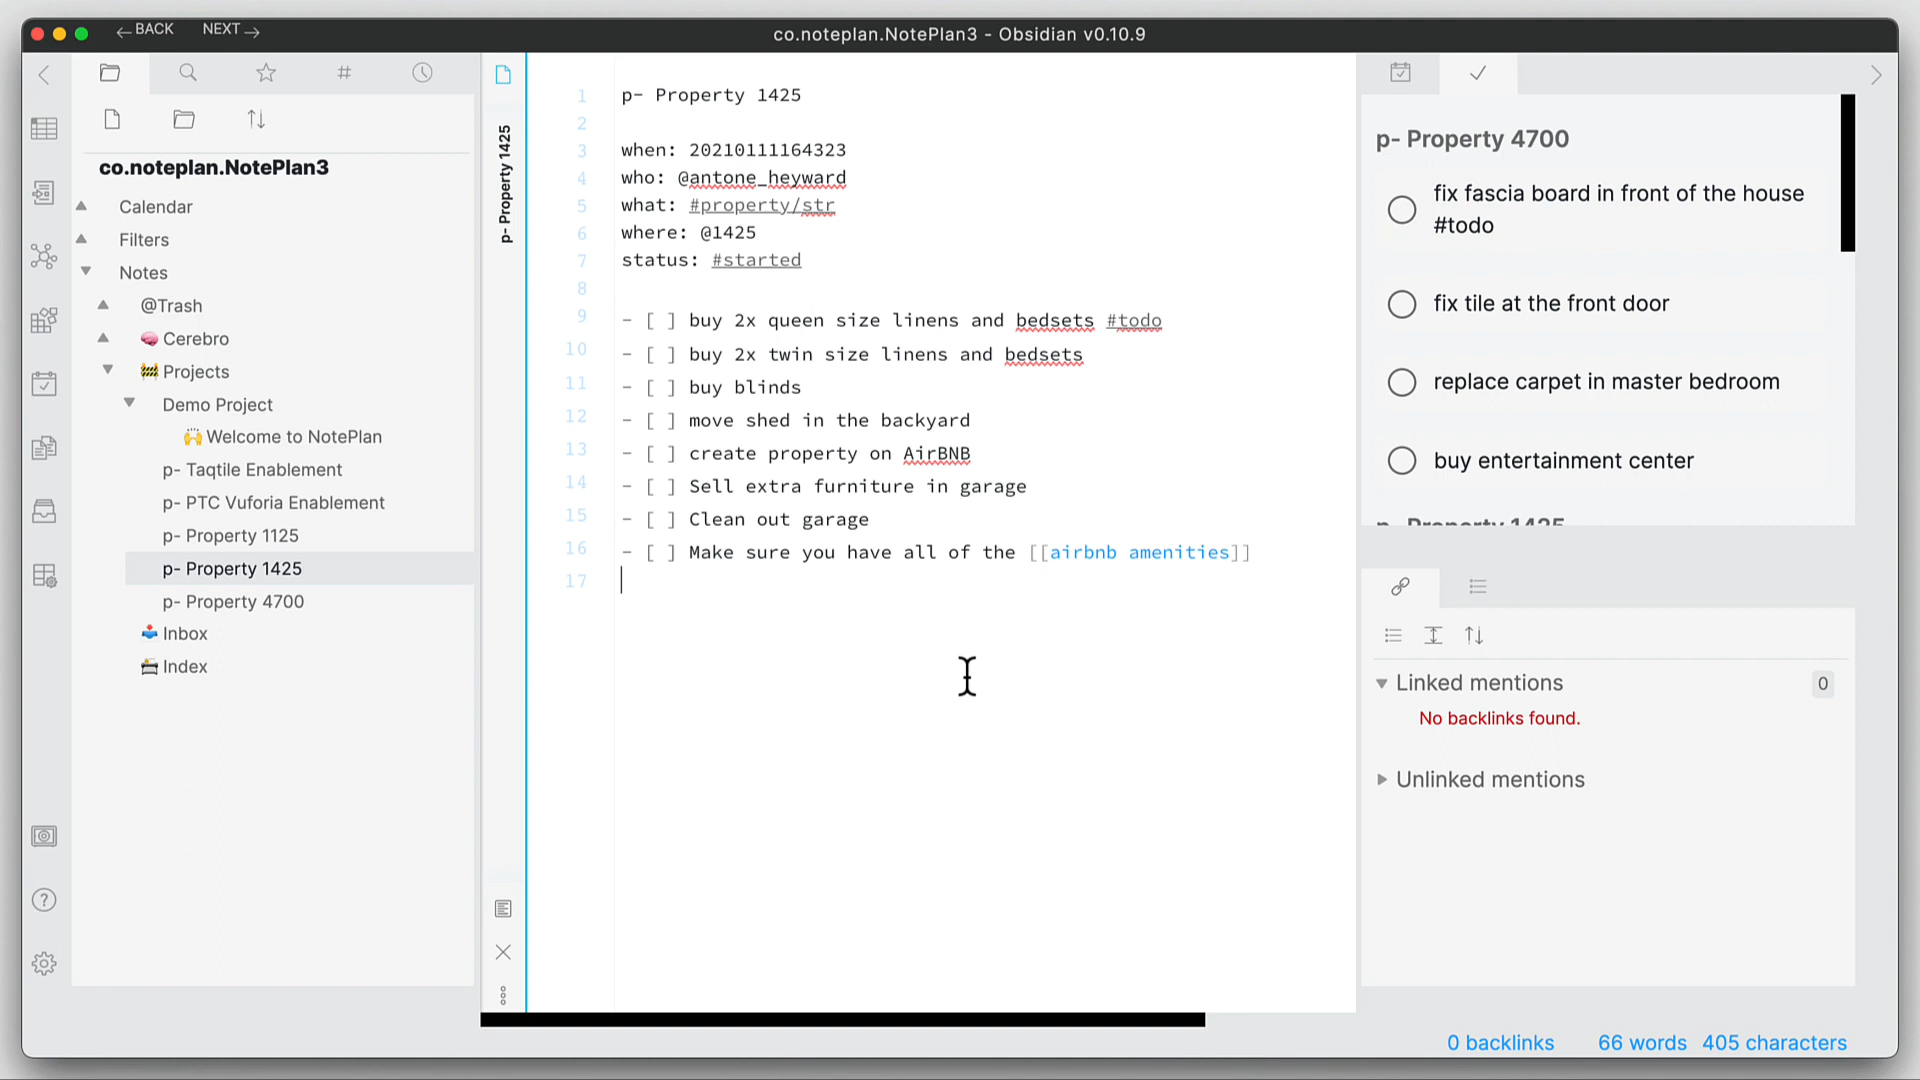 BACK
NEXT
co.noteplan.NotePlan3 - Obsidian v0.10.9
co.noteplan.NotePlan3
Calendar
Filters
Notes
@Trash
🧠 Cerebro
🚧 Projects
Demo Project
🙌 Welcome to NotePlan
p- Taqtile Enablement
p- PTC Vuforia Enablement
p- Property 1125
p- Property 1425
p- Property 4700
📥 Inbox
🗃 Index
p- Property 1425
1 p- Property 1425
2
3 when: 20210111164323
4 who: @antone_heyward
5 what: #property/str
6 where: @1425
7 status: #started
8
9 - [ ] buy 2x queen size linens and bedsets #todo
10 - [ ] buy 2x twin size linens and bedsets
11 - [ ] buy blinds
12 - [ ] move shed in the backyard
13 - [ ] create property on AirBNB
14 - [ ] Sell extra furniture in garage
15 - [ ] Clean out garage
16 - [ ] Make sure you have all of the [[airbnb amenities]]
17
p- Property 4700
fix fascia board in front of the house
#todo
fix tile at the front door
replace carpet in master bedroom
buy entertainment center
p- Property 1425
Linked mentions 0
No backlinks found.
Unlinked mentions
0 backlinks 66 words 405 characters